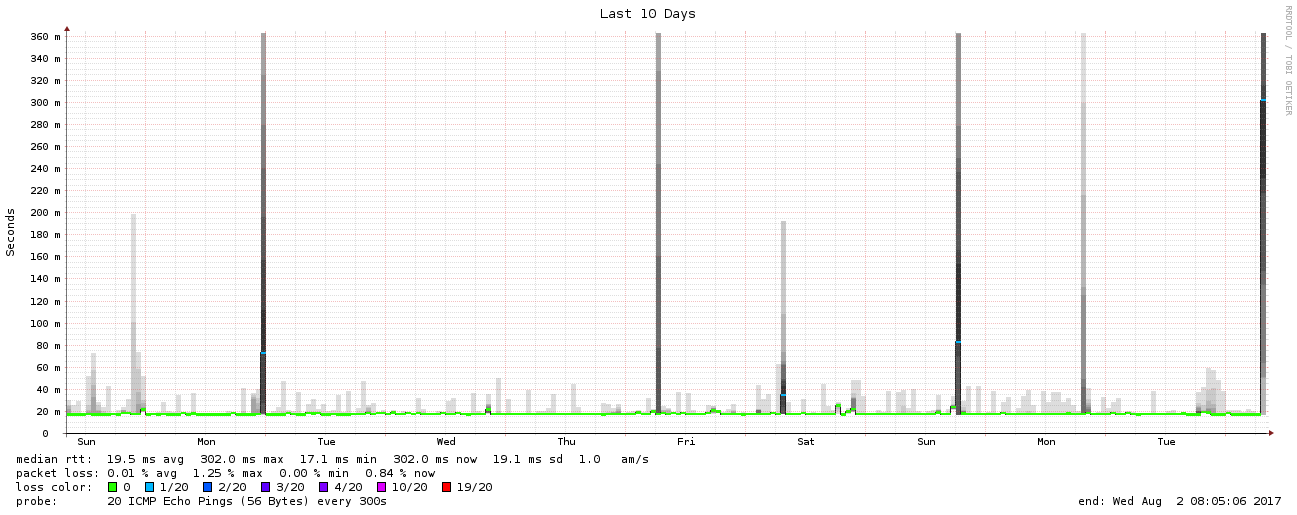 Last 10 Days
RRDTOOL / TOBI OETIKER
Seconds
360 m
340 m
320 m
300 m
280 m
260 m
240 m
220 m
200 m
180 m
160 m
140 m
120 m
100 m
80 m
60 m
40 m
20 m
0
Sun Mon Tue Wed Thu Fri Sat Sun Mon Tue
median rtt: 19.5 ms avg 302.0 ms max 17.1 ms min 302.0 ms now 19.1 ms sd 1.0 am/s
packet loss: 0.01 % avg 1.25 % max 0.00 % min 0.84 % now
loss color: 0 1/20 2/20 3/20 4/20 10/20 19/20
probe: 20 ICMP Echo Pings (56 Bytes) every 300s end: Wed Aug 2 08:05:06 2017